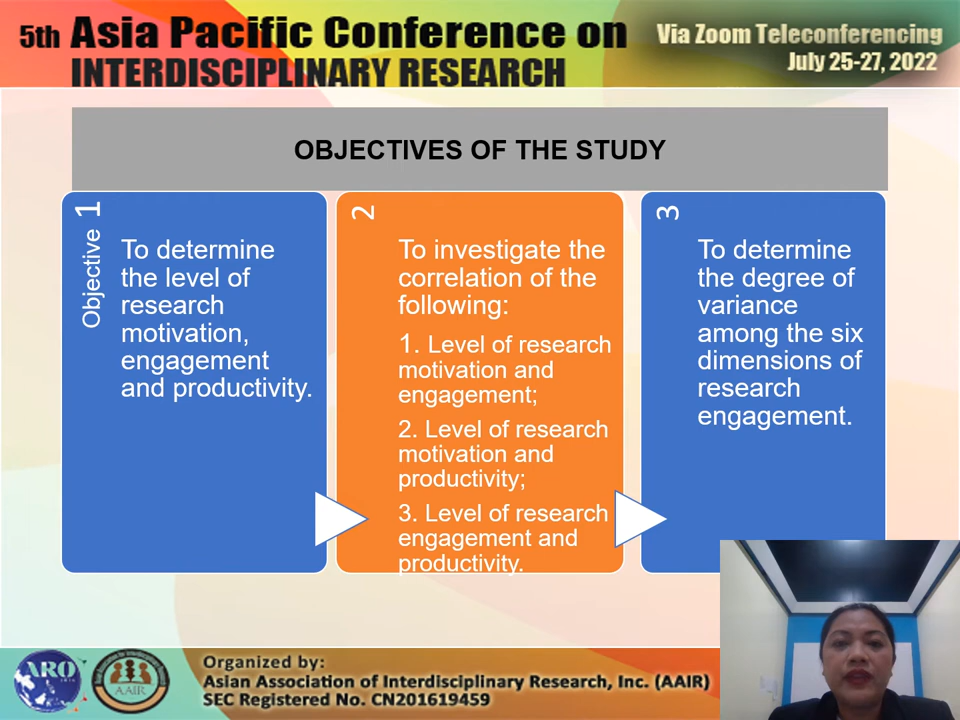 5th Asia Pacific Conference on
INTERDISCIPLINARY RESEARCH
Via Zoom Teleconferencing
July 25-27, 2022
OBJECTIVES OF THE STUDY
Objective 1
To determine
the level of
research
motivation,
engagement
and productivity.
2
To investigate the
correlation of the
following:
1. Level of research
motivation and
engagement;
2. Level of research
motivation and
productivity;
3. Level of research
engagement and
productivity.
3
To determine
the degree of
variance
among the six
dimensions of
research
engagement.
ARO
AAIR
Organized by:
Asian Association of Interdisciplinary Research, Inc. (AAIR)
SEC Registered No. CN201619459